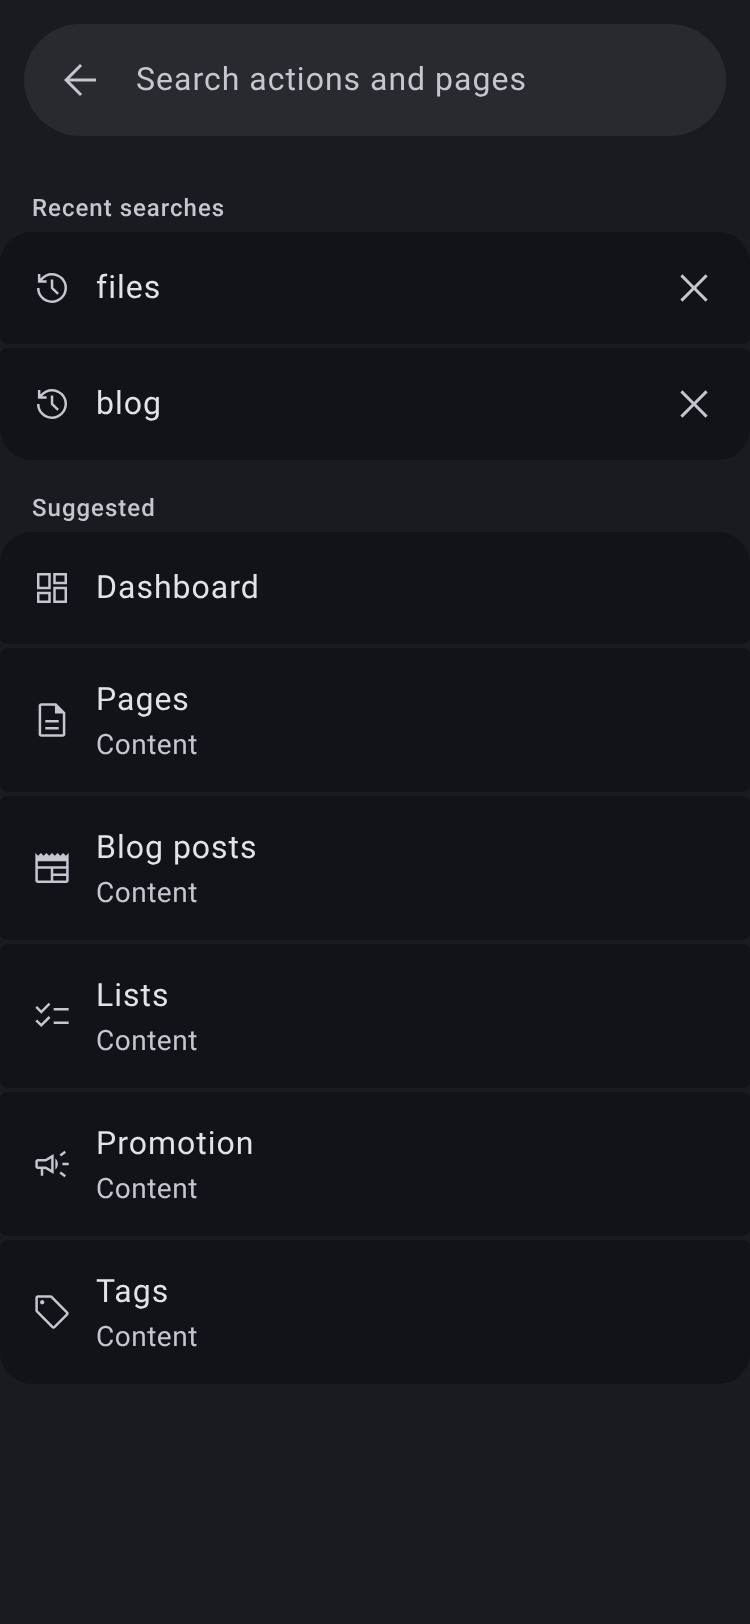 Search actions and pages
Recent searches
files
blog
Suggested
Dashboard
Pages
Content
Blog posts
Content
Lists
Content
Promotion
Content
Tags
Content